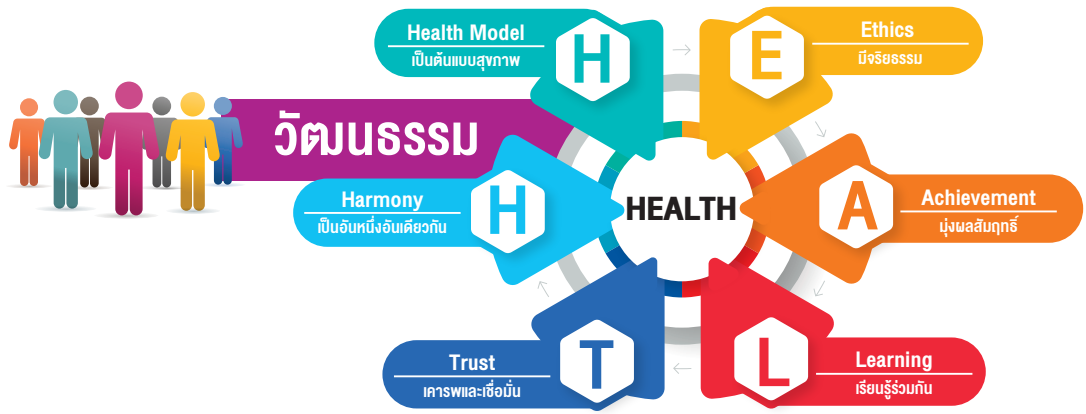 วัฒนธรรม
HEALTH
H
Health Model
เป็นต้นแบบสุขภาพ
E
Ethics
มีจริยธรรม
A
Achievement
มุ่งผลสัมฤทธิ์
L
Learning
เรียนรู้ร่วมกัน
T
Trust
เคารพและเชื่อมั่น
H
Harmony
เป็นอันหนึ่งอันเดียวกัน